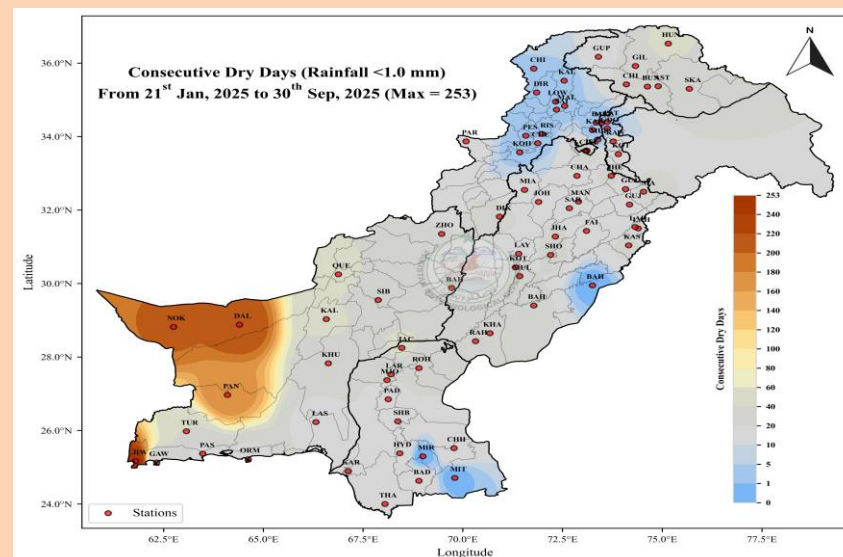 Consecutive Dry Days (Rainfall <1.0 mm)
From 21st Jan, 2025 to 30th Sep, 2025 (Max = 253)
N
36.0°N
34.0°N
32.0°N
30.0°N
28.0°N
26.0°N
24.0°N
Latitude
HUN
GUP
GIL
CHI
KAL
CHI
BUN
AST
SKA
DIR
LOW
PAR
PES
RIS
KOH
CHA
MIA
JOH
MAN
SAR
GUJ
DIK
ZHO
FAI
JHA
KAS
LAY
SHO
KOT
MUL
BAH
QUE
SIB
BAR
BAH
NOK
DAL
KAL
KHA
RAH
JAC
KHU
ROH
LAR
MJO
PAN
PAD
LAS
SHB
TUR
HYD
MIR
CHH
JIW
GAW
PAS
ORM
KAR
BAD
MIT
THA
253
220
200
180
160
140
120
100
80
60
40
20
10
5
1
0
Consecutive Dry Days
Stations
62.5°E
65.0°E
67.5°E
70.0°E
72.5°E
75.0°E
77.5°E
Longitude